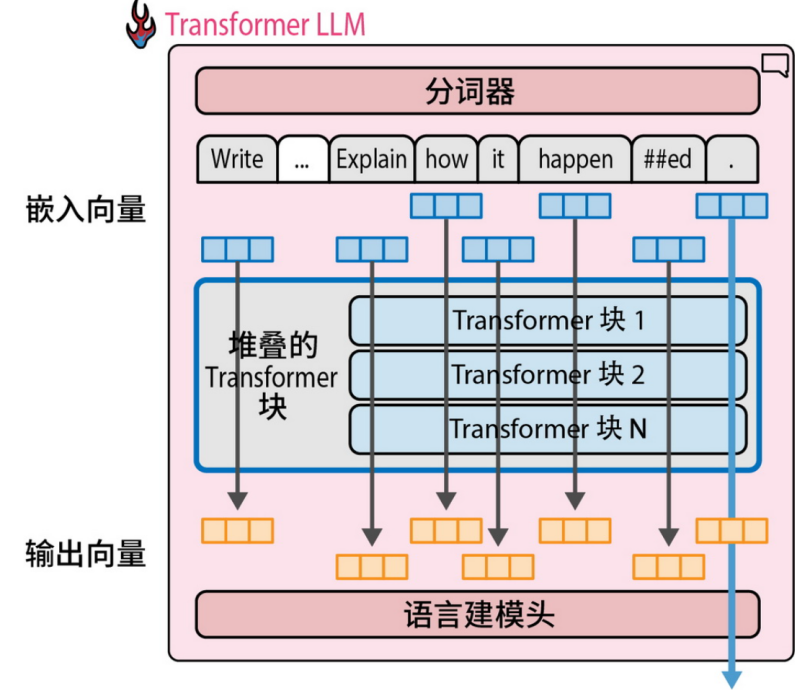 Transformer LLM
分词器
Write ... Explain how it happen ##ed .
嵌入向量
堆叠的
Transformer
块
Transformer 块 1
Transformer 块 2
Transformer 块 N
输出向量
语言建模头